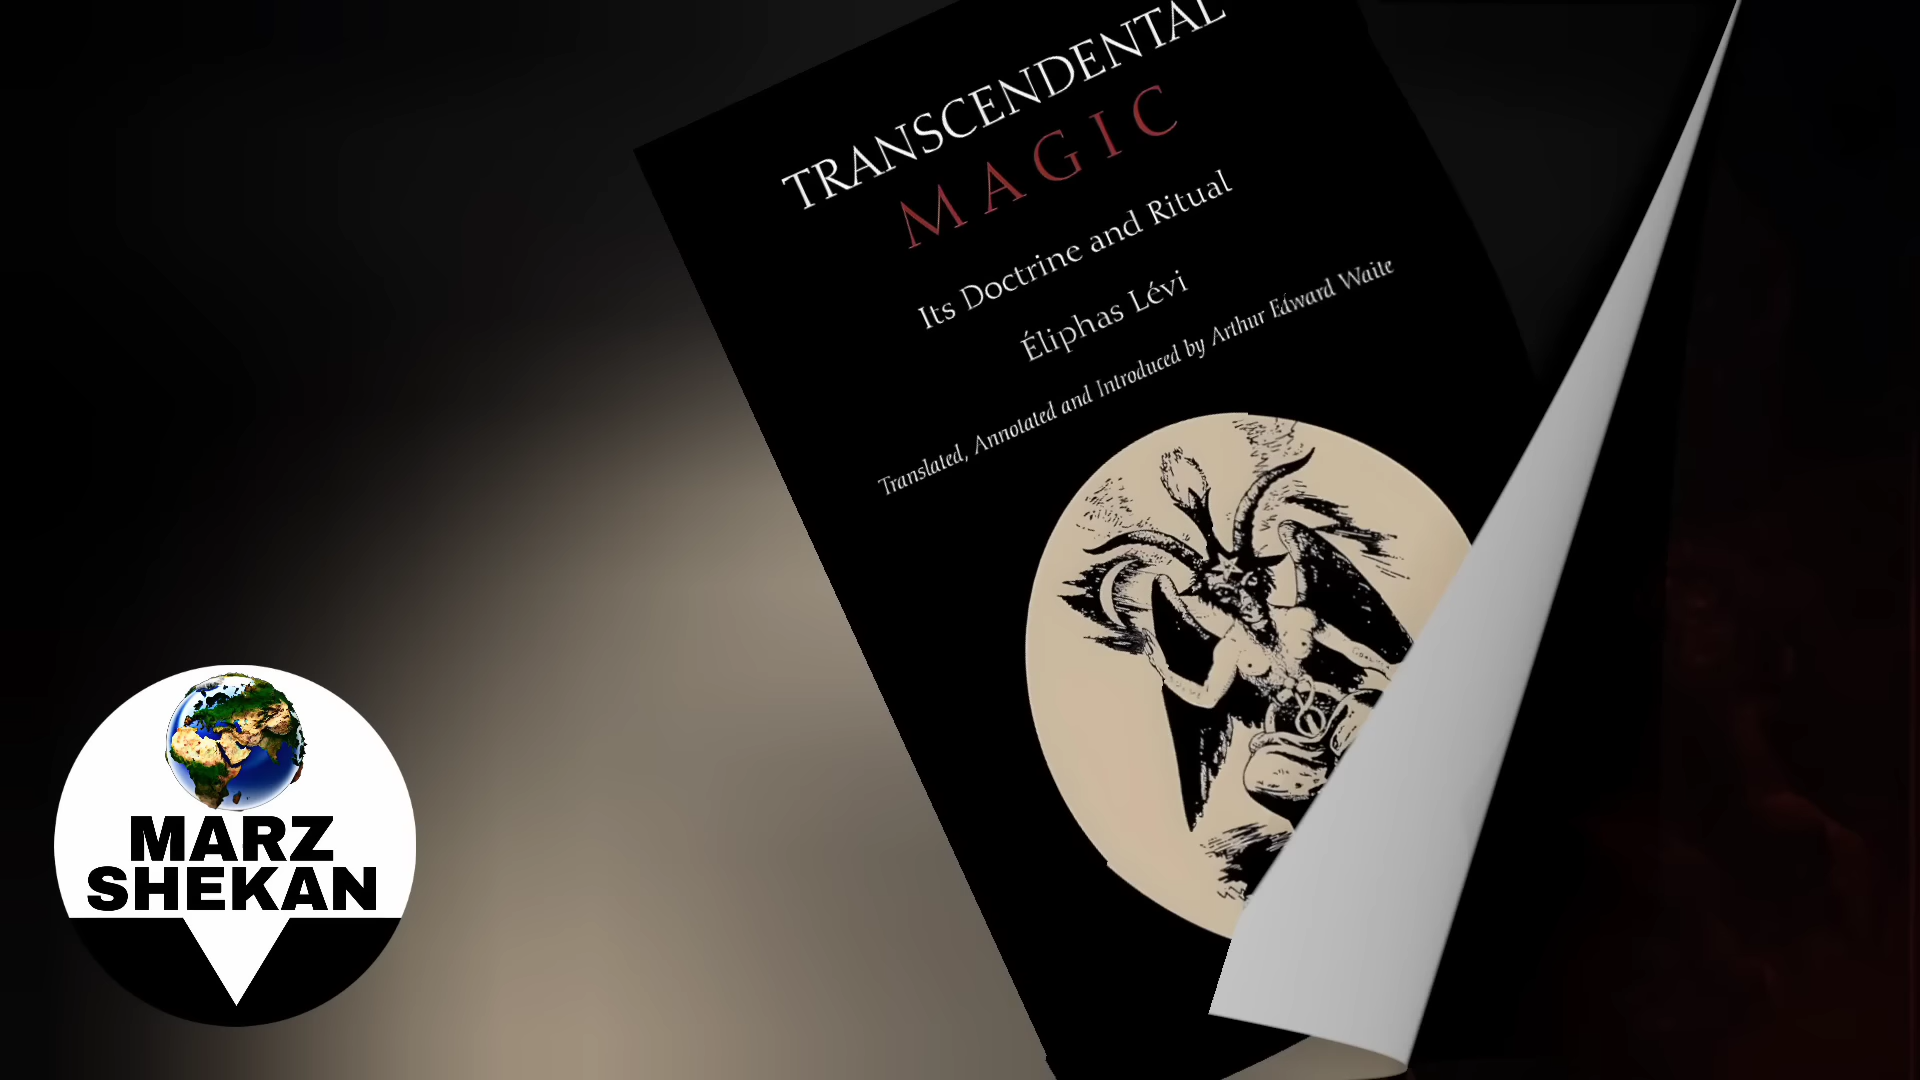 TRANSCENDENTAL
MAGIC
Its Doctrine and Ritual
Éliphas Lévi
Translated, Annotated and Introduced by Arthur Edward Waite
MARZ
SHEKAN